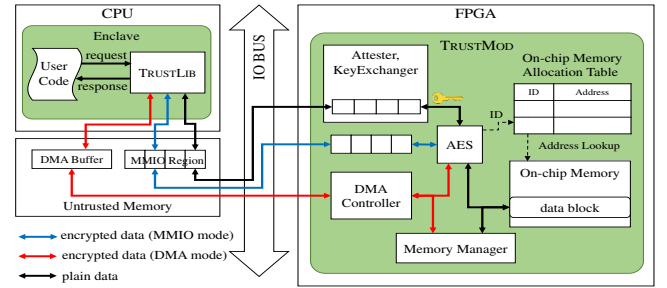 CPU
FPGA
Enclave
User
Code
request
response
TRUSTLIB
DMA Buffer
MMIO Region
Untrusted Memory
IO BUS
TRUSTMOD
Attester,
KeyExchanger
On-chip Memory
Allocation Table
ID Address
ID
AES
Address Lookup
On-chip Memory
data block
DMA
Controller
Memory Manager
encrypted data (MMIO mode)
encrypted data (DMA mode)
plain data